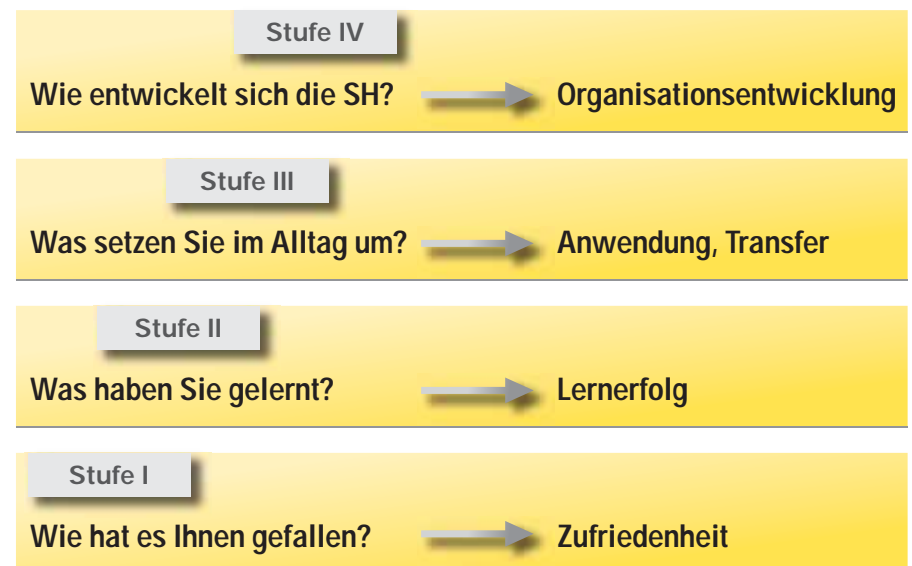 Stufe IV
Wie entwickelt sich die SH? Organisationsentwicklung
Stufe III
Was setzen Sie im Alltag um? Anwendung, Transfer
Stufe II
Was haben Sie gelernt? Lernerfolg
Stufe I
Wie hat es Ihnen gefallen? Zufriedenheit